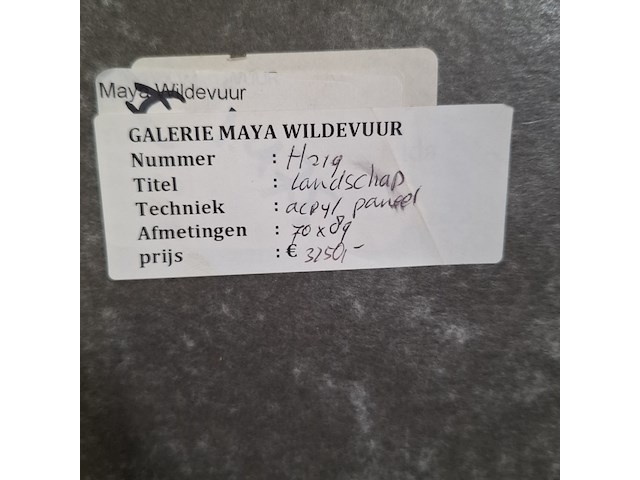 Maya Wildevuur
GALERIE MAYA WILDEVUUR
Nummer : H219
Titel : Landschap
Techniek : acryl paneel
Afmetingen : 70 x 89
prijs : € 3250,-